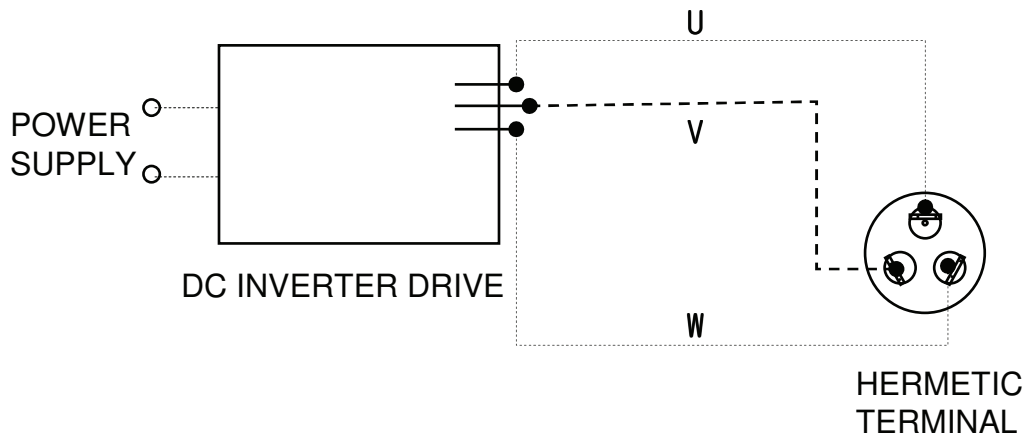 U
POWER
SUPPLY
V
DC INVERTER DRIVE
W
HERMETIC
TERMINAL